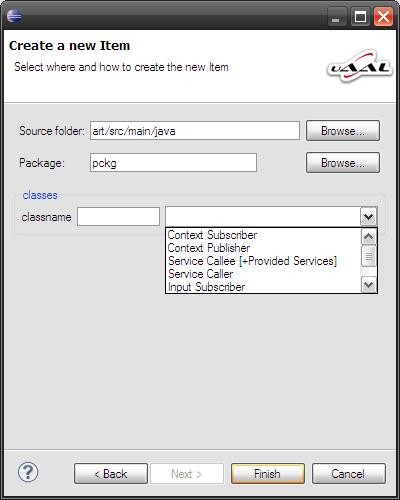 Create a new Item
Select where and how to create the new Item
uAAL
Source folder: art/src/main/java Browse...
Package: pckg Browse...
classes
classname
Context Subscriber
Context Publisher
Service Callee [+Provided Services]
Service Caller
Input Subscriber
? < Back Next > Finish Cancel